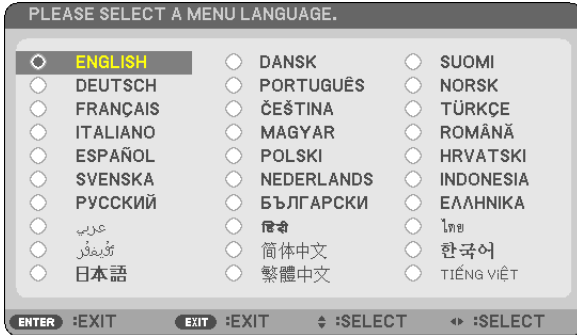 PLEASE SELECT A MENU LANGUAGE.
ENGLISH DANSK SUOMI
DEUTSCH PORTUGUÊS NORSK
FRANÇAIS ČEŠTINA TÜRKÇE
ITALIANO MAGYAR ROMÂNĂ
ESPAÑOL POLSKI HRVATSKI
SVENSKA NEDERLANDS INDONESIA
РУССКИЙ БЪЛГАРСКИ ΕΛΛΗΝΙΚΑ
عربي हिन्दी ไทย
简体中文 한국어
日本語 繁體中文 TIẾNG VIỆT
ENTER :EXIT EXIT :EXIT :SELECT :SELECT